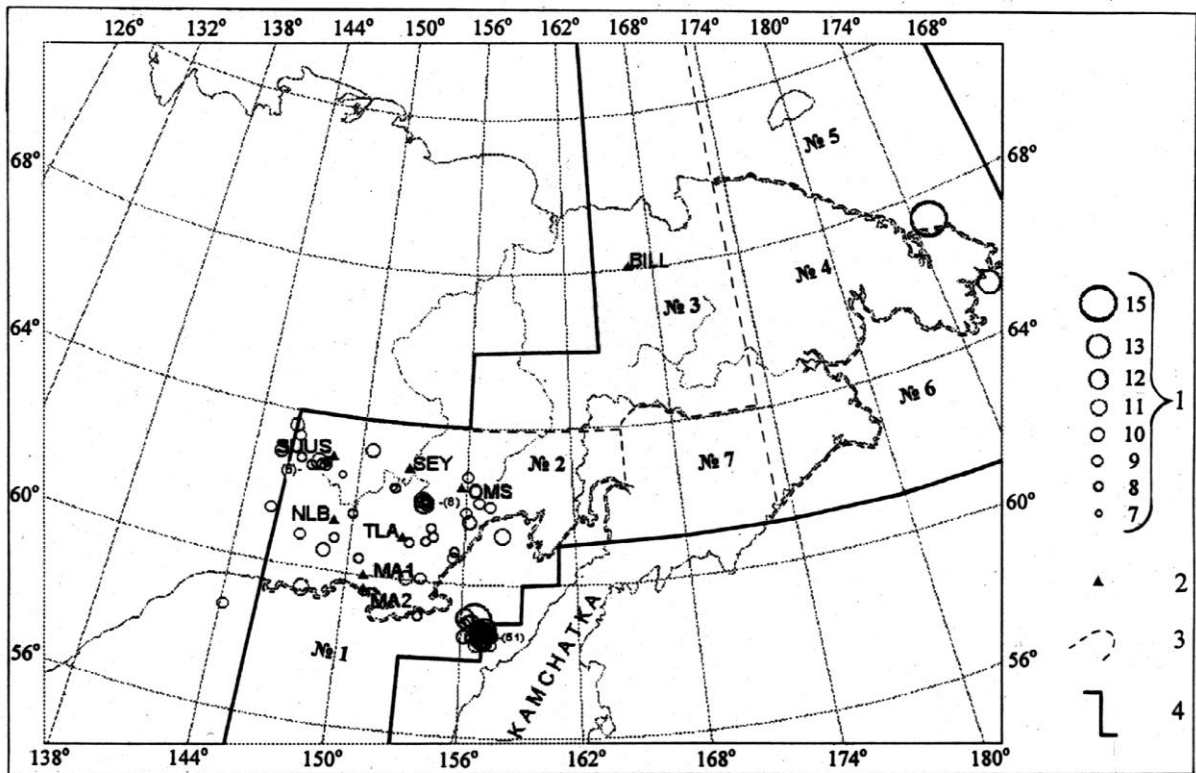 126° 132° 138° 144° 150° 156° 162° 168° 174° 180° 174° 168°
68° 68°
64° 64°
60° 60°
56° 56°
138° 144° 150° 156° 162° 168° 174° 180°
№ 5
BILL
№ 4
№ 3
№ 6
SUUS
(6)-
SEY
№ 2
№ 7
-(6)
OMS
NLB
TLA
MA1
MA2
-(51)
№ 1
KAMCHATKA
15
13
12
11
10
9
8
7
1
2
3
4